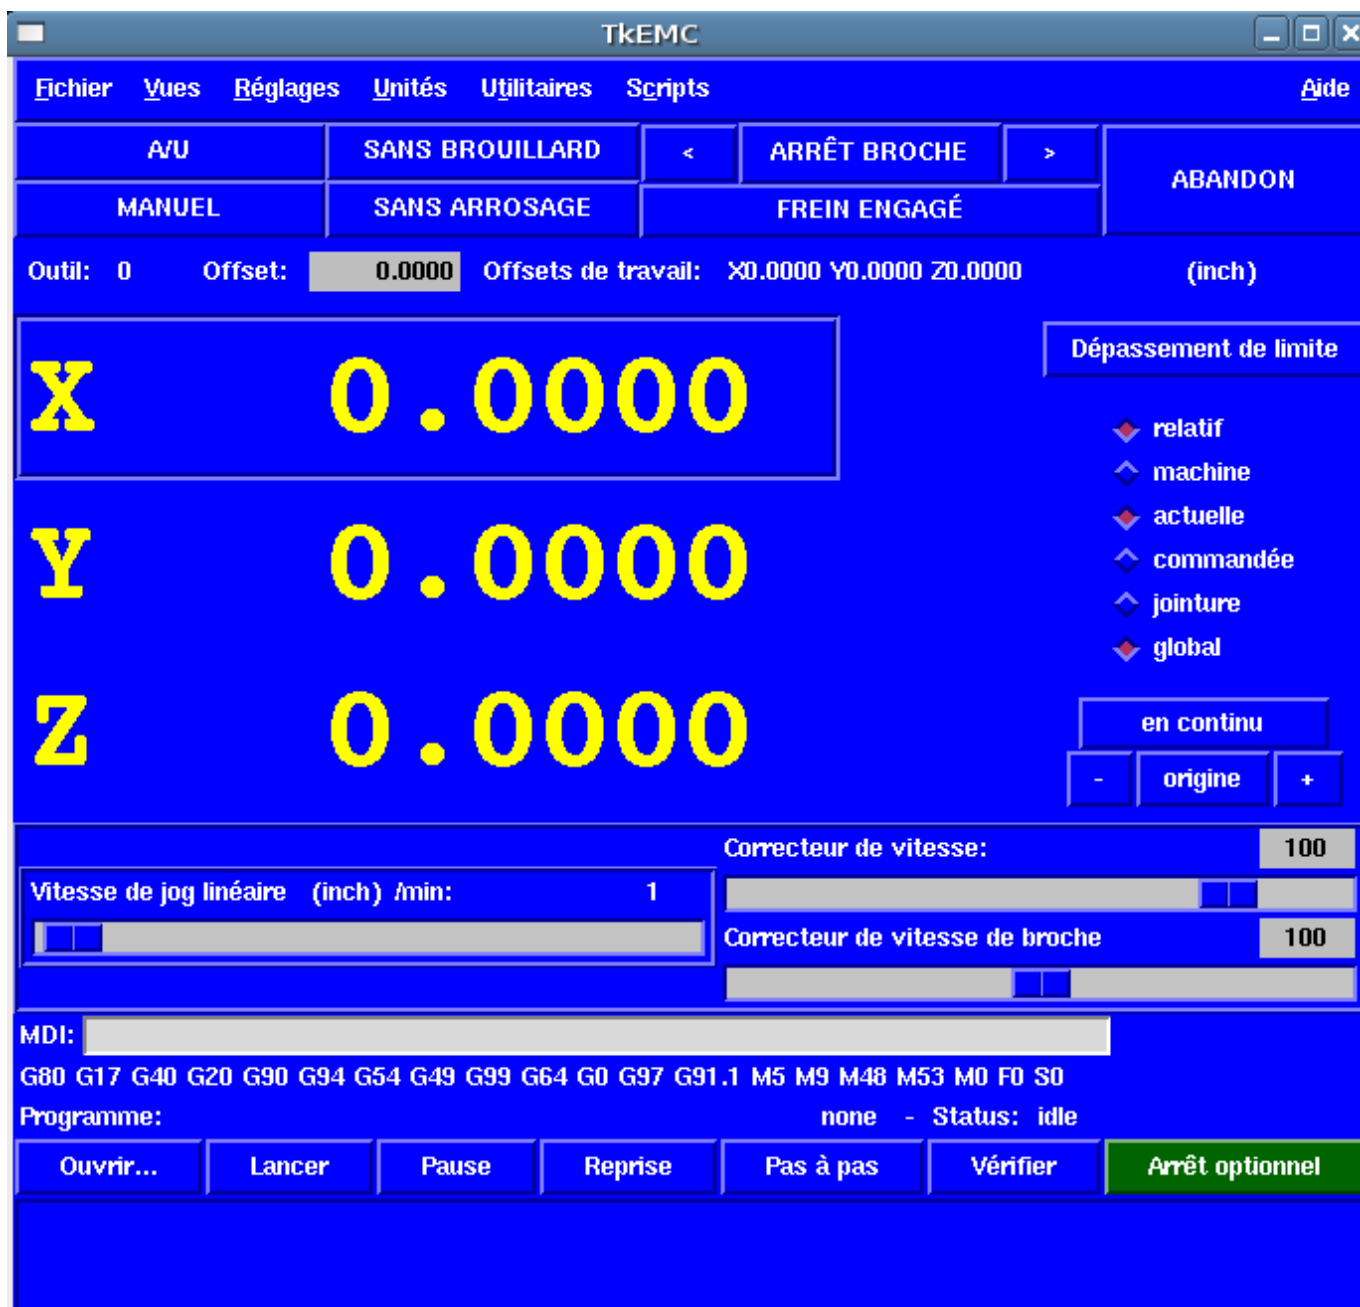 TkEMC
Fichier Vues Réglages Unités Utilitaires Scripts Aide
A/U SANS BROUILLARD < ARRÊT BROCHE > ABANDON
MANUEL SANS ARROSAGE FREIN ENGAGÉ
Outil: 0 Offset: 0.0000 Offsets de travail: X0.0000 Y0.0000 Z0.0000 (inch)
Dépassement de limite
X 0.0000
relatif
machine
actuelle
Y 0.0000
commandée
jointure
global
Z 0.0000
en continu
- origine +
Correcteur de vitesse: 100
Vitesse de jog linéaire (inch) /min: 1
Correcteur de vitesse de broche 100
MDI:
G80 G17 G40 G20 G90 G94 G54 G49 G99 G64 G0 G97 G91.1 M5 M9 M48 M53 M0 F0 S0
Programme: none - Status: idle
Ouvrir... Lancer Pause Reprise Pas à pas Vérifier Arrêt optionnel